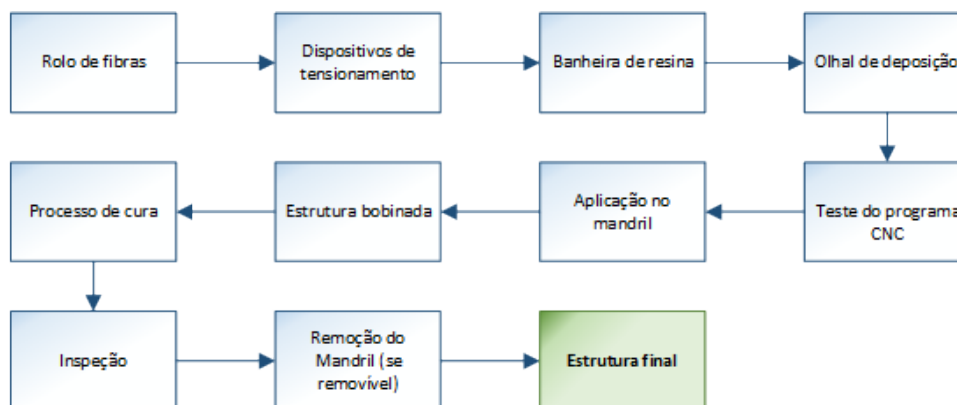 Rolo de fibras
Dispositivos de
tensionamento
Banheira de resina
Olhal de deposição
Processo de cura
Estrutura bobinada
Aplicação no
mandril
Teste do programa
CNC
Inspeção
Remoção do
Mandril (se
removível)
Estrutura final